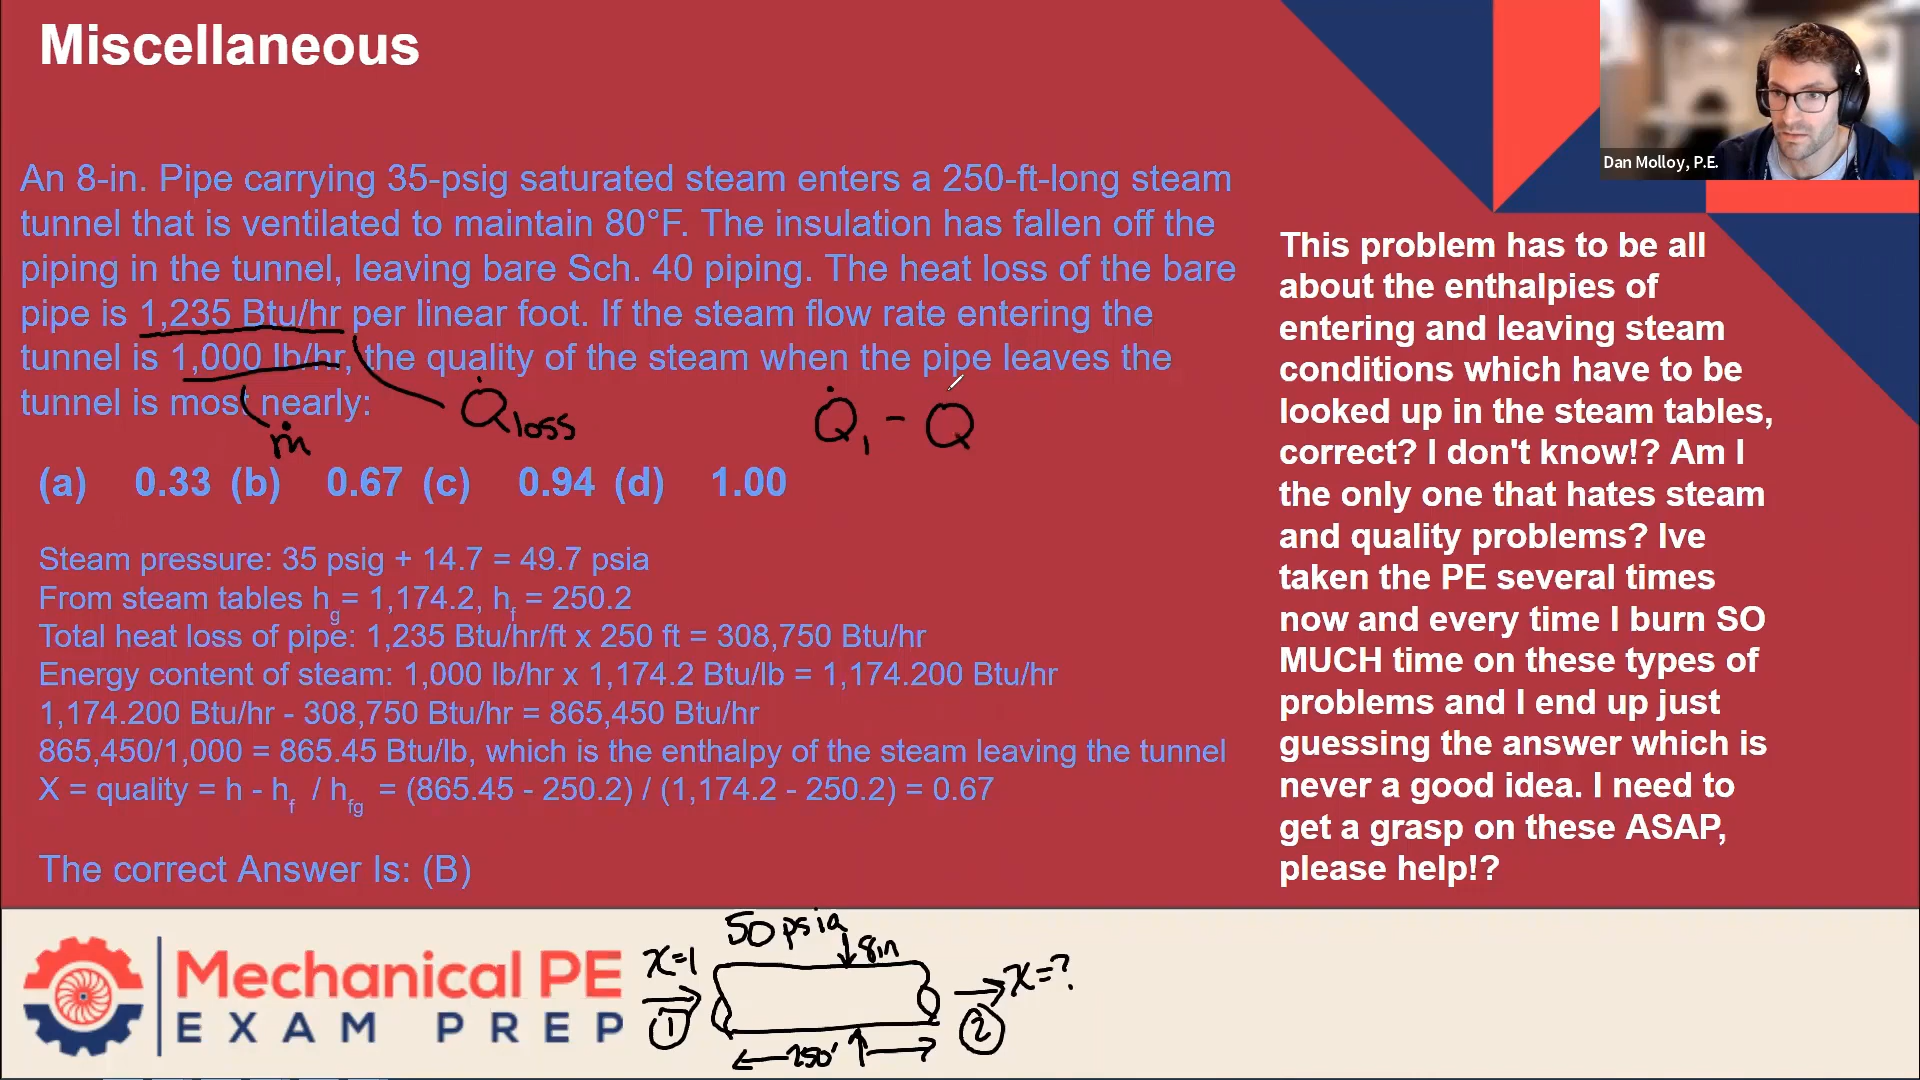 Miscellaneous
Dan Molloy, P.E.
An 8-in. Pipe carrying 35-psig saturated steam enters a 250-ft-long steam
tunnel that is ventilated to maintain 80°F. The insulation has fallen off the
piping in the tunnel, leaving bare Sch. 40 piping. The heat loss of the bare
pipe is 1,235 Btu/hr per linear foot. If the steam flow rate entering the
tunnel is 1,000 lb/hr, the quality of the steam when the pipe leaves the
tunnel is most nearly:
ṁ
Q̇loss
Q̇₁ - Q
(a) 0.33 (b) 0.67 (c) 0.94 (d) 1.00
Steam pressure: 35 psig + 14.7 = 49.7 psia
From steam tables hg = 1,174.2, hf = 250.2
Total heat loss of pipe: 1,235 Btu/hr/ft x 250 ft = 308,750 Btu/hr
Energy content of steam: 1,000 lb/hr x 1,174.2 Btu/lb = 1,174.200 Btu/hr
1,174.200 Btu/hr - 308,750 Btu/hr = 865,450 Btu/hr
865,450/1,000 = 865.45 Btu/lb, which is the enthalpy of the steam leaving the tunnel
X = quality = h - hf / hfg = (865.45 - 250.2) / (1,174.2 - 250.2) = 0.67
The correct Answer Is: (B)
This problem has to be all
about the enthalpies of
entering and leaving steam
conditions which have to be
looked up in the steam tables,
correct? I don't know!? Am I
the only one that hates steam
and quality problems? Ive
taken the PE several times
now and every time I burn SO
MUCH time on these types of
problems and I end up just
guessing the answer which is
never a good idea. I need to
get a grasp on these ASAP,
please help!?
Mechanical PE
EXAM PREP
50 psia
8in
x=1
x=?
1
2
250'